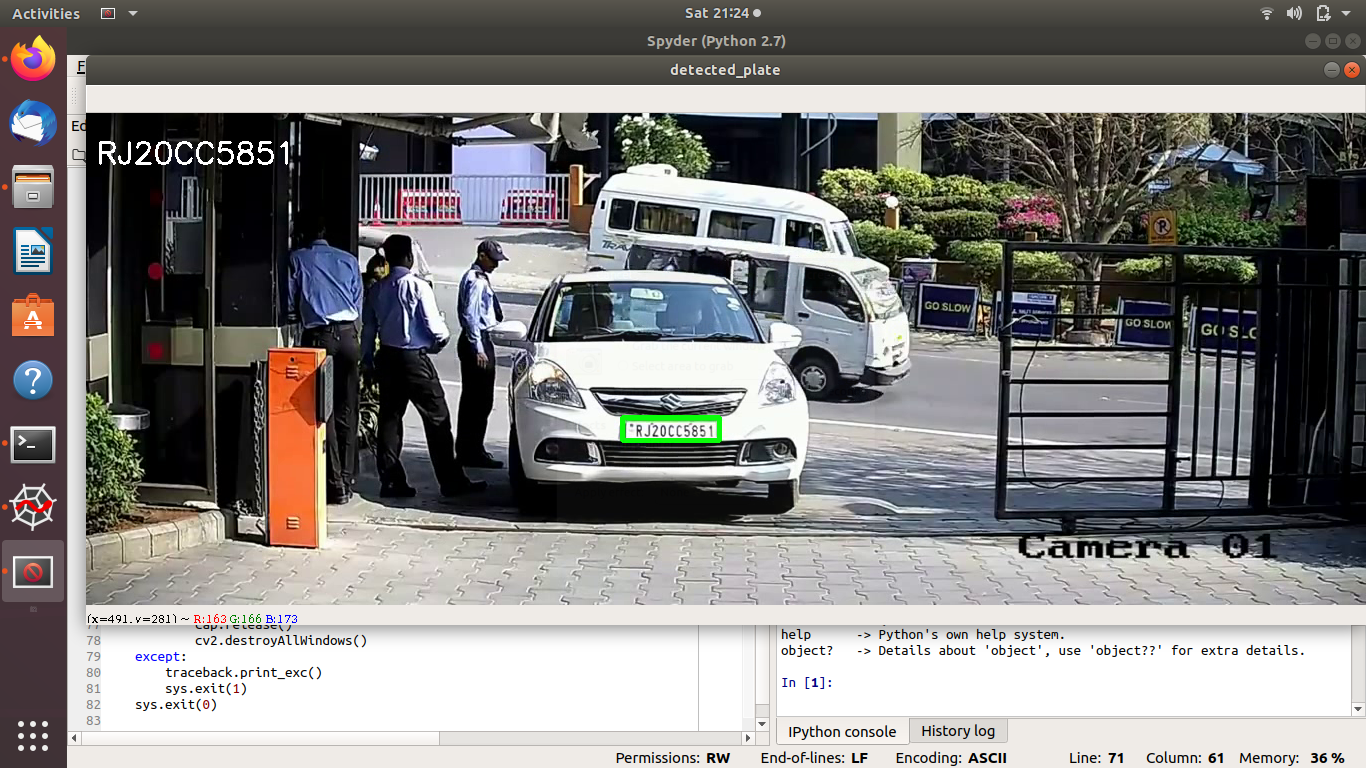 Activities
Sat 21:24
Spyder (Python 2.7)
detected_plate
F
Ec
RJ20CC5851
TRA
GO SLOW
GO SLOW
GO SLO
RJ20CC5851
Camera 01
(x=491, y=281) ~ R:163 G:166 B:173
77 cap.release()
78 cv2.destroyAllWindows()
79 except:
80 traceback.print_exc()
81 sys.exit(1)
82 sys.exit(0)
83
help -> Python's own help system.
object? -> Details about 'object', use 'object??' for extra details.
In [1]:
IPython console
History log
Permissions: RW End-of-lines: LF Encoding: ASCII Line: 71 Column: 61 Memory: 36 %